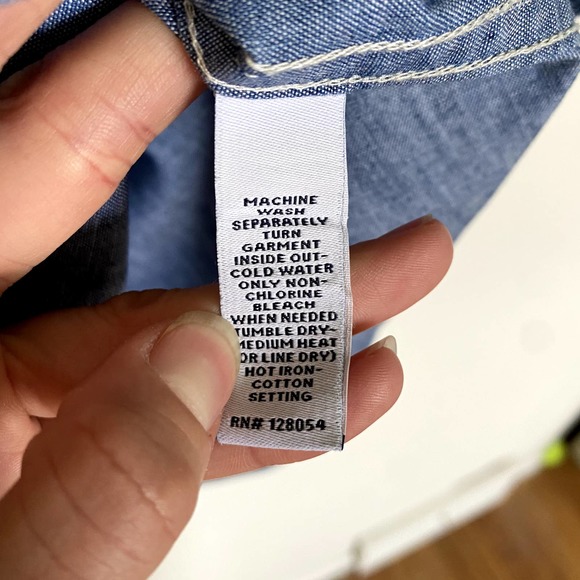 MACHINE
WASH
SEPARATELY
TURN
GARMENT
INSIDE OUT-
COLD WATER
ONLY NON-
CHLORINE
BLEACH
WHEN NEEDED
TUMBLE DRY-
MEDIUM HEAT
(OR LINE DRY)
HOT IRON-
COTTON
SETTING
RN# 128054